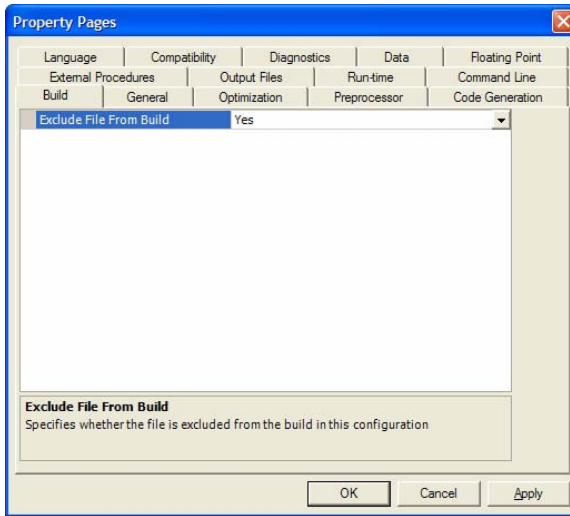 Property Pages
Language Compatibility Diagnostics Data Floating Point
External Procedures Output Files Run-time Command Line
Build General Optimization Preprocessor Code Generation
Exclude File From Build Yes
Exclude File From Build
Specifies whether the file is excluded from the build in this configuration
OK Cancel Apply